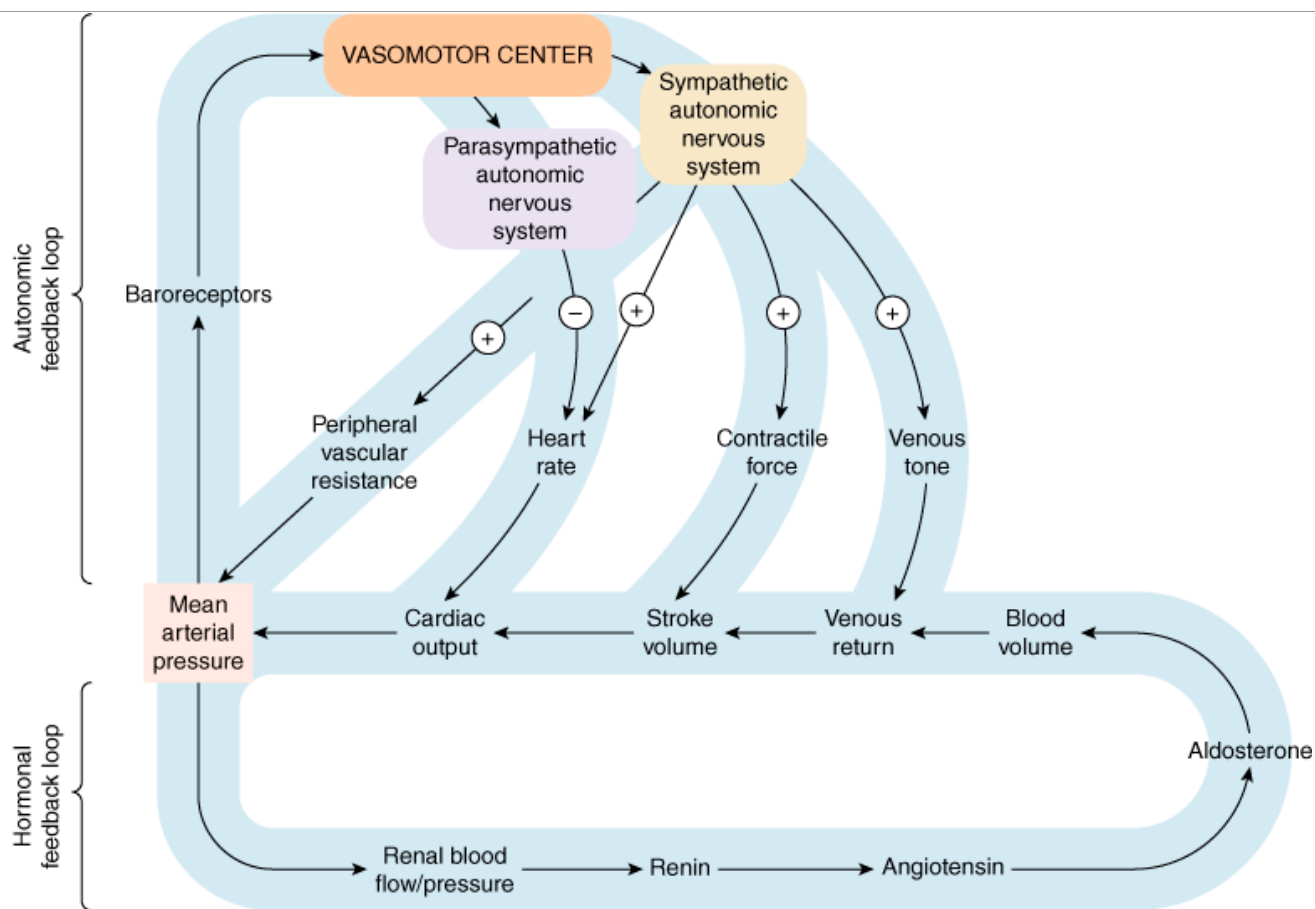 VASOMOTOR CENTER
Sympathetic
autonomic
nervous
system
Parasympathetic
autonomic
nervous
system
Autonomic
feedback loop
Baroreceptors
+
−
+
+
+
Peripheral
vascular
resistance
Heart
rate
Contractile
force
Venous
tone
Mean
arterial
pressure
Cardiac
output
Stroke
volume
Venous
return
Blood
volume
Hormonal
feedback loop
Aldosterone
Renal blood
flow/pressure
Renin
Angiotensin